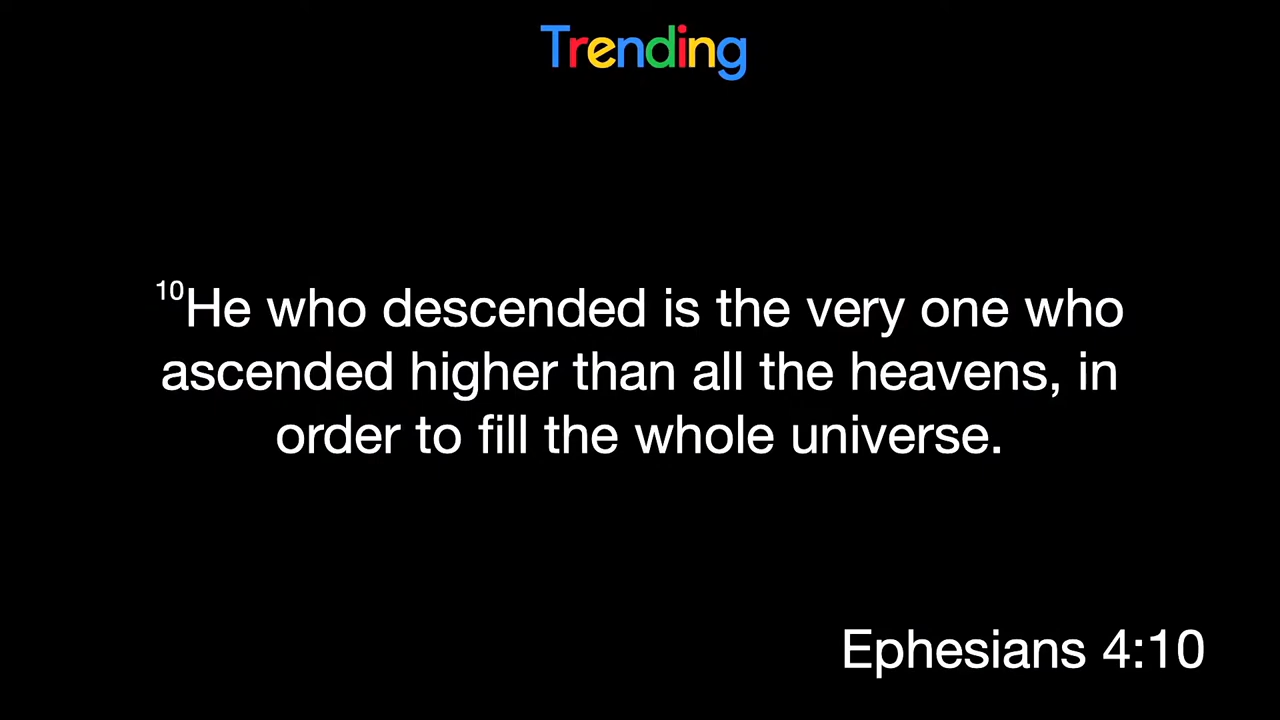 Trending
10He who descended is the very one who
ascended higher than all the heavens, in
order to fill the whole universe.
Ephesians 4:10